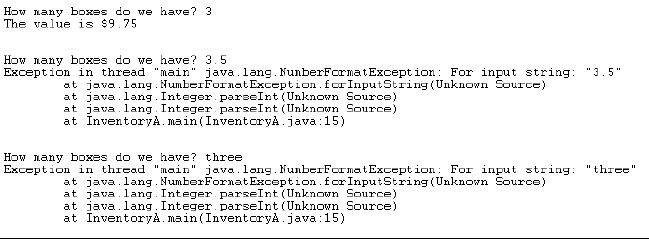 How many boxes do we have? 3
The value is $9.75
How many boxes do we have? 3.5
Exception in thread "main" java.lang.NumberFormatException: For input string: "3.5"
at java.lang.NumberFormatException.forInputString(Unknown Source)
at java.lang.Integer.parseInt(Unknown Source)
at java.lang.Integer.parseInt(Unknown Source)
at InventoryA.main(InventoryA.java:15)
How many boxes do we have? three
Exception in thread "main" java.lang.NumberFormatException: For input string: "three"
at java.lang.NumberFormatException.forInputString(Unknown Source)
at java.lang.Integer.parseInt(Unknown Source)
at java.lang.Integer.parseInt(Unknown Source)
at InventoryA.main(InventoryA.java:15)